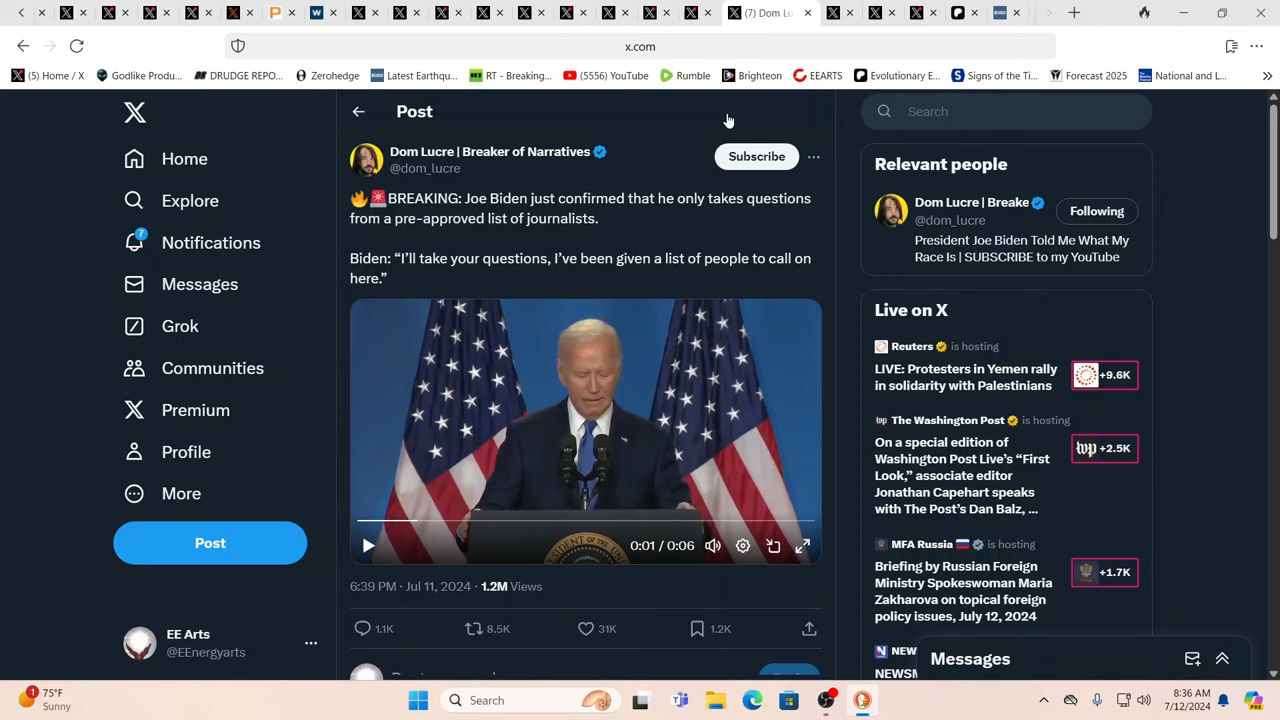 (7) Dom Lu
x.com
(5) Home / X
Godlike Produ...
DRUDGE REPO...
Zerohedge
Latest Earthqu...
RT - Breaking...
(5556) YouTube
Rumble
Brighteon
EEARTS
Evolutionary E...
Signs of the Ti...
Forecast 2025
National and L...
Post
Search
Home
Explore
7
Notifications
Messages
Grok
Communities
Premium
Profile
More
Post
EE Arts
@EEnergyarts
Dom Lucre | Breaker of Narratives
@dom_lucre
Subscribe
🔥🚨BREAKING: Joe Biden just confirmed that he only takes questions
from a pre-approved list of journalists.
Biden: “I’ll take your questions, I’ve been given a list of people to call on
here.”
0:01 / 0:06
6:39 PM · Jul 11, 2024 · 1.2M Views
1.1K
8.5K
31K
1.2K
Relevant people
Dom Lucre | Breake
@dom_lucre
Following
President Joe Biden Told Me What My
Race Is | SUBSCRIBE to my YouTube
Live on X
Reuters is hosting
LIVE: Protesters in Yemen rally
in solidarity with Palestinians
+9.6K
The Washington Post is hosting
On a special edition of
Washington Post Live’s “First
Look,” associate editor
Jonathan Capehart speaks
with The Post’s Dan Balz, ...
wp +2.5K
MFA Russia 🇷🇺 is hosting
Briefing by Russian Foreign
Ministry Spokeswoman Maria
Zakharova on topical foreign
policy issues, July 12, 2024
+1.7K
Messages
1
75°F
Sunny
Search
8:36 AM
7/12/2024